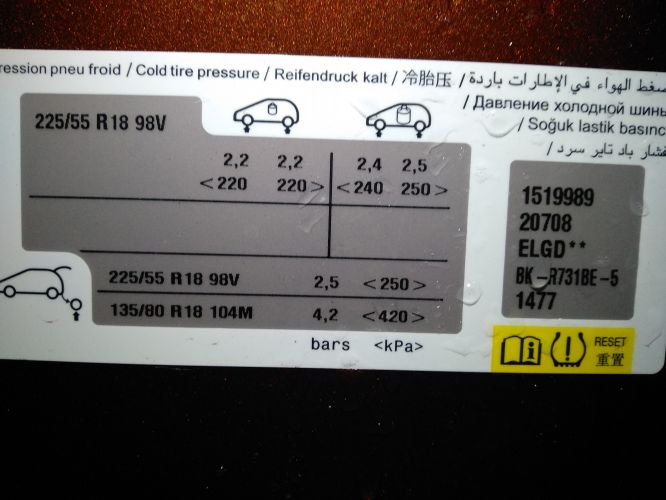 ression pneu froid / Cold tire pressure / Reifendruck kalt / 冷胎压 / ضغط الهواء في الإطارات باردة
/ Давление холодной шины
/ Soğuk lastik basınc
فشار باد تایر سرد /
225/55 R 18 98V
2,2 2,2 2,4 2,5
<220 220> <240 250>
225/55 R 18 98V 2,5 <250>
135/80 R 18 104M 4,2 <420>
bars <kPa>
1519989
20708
ELGD**
BK-R731BE-5
1477
RESET
重置